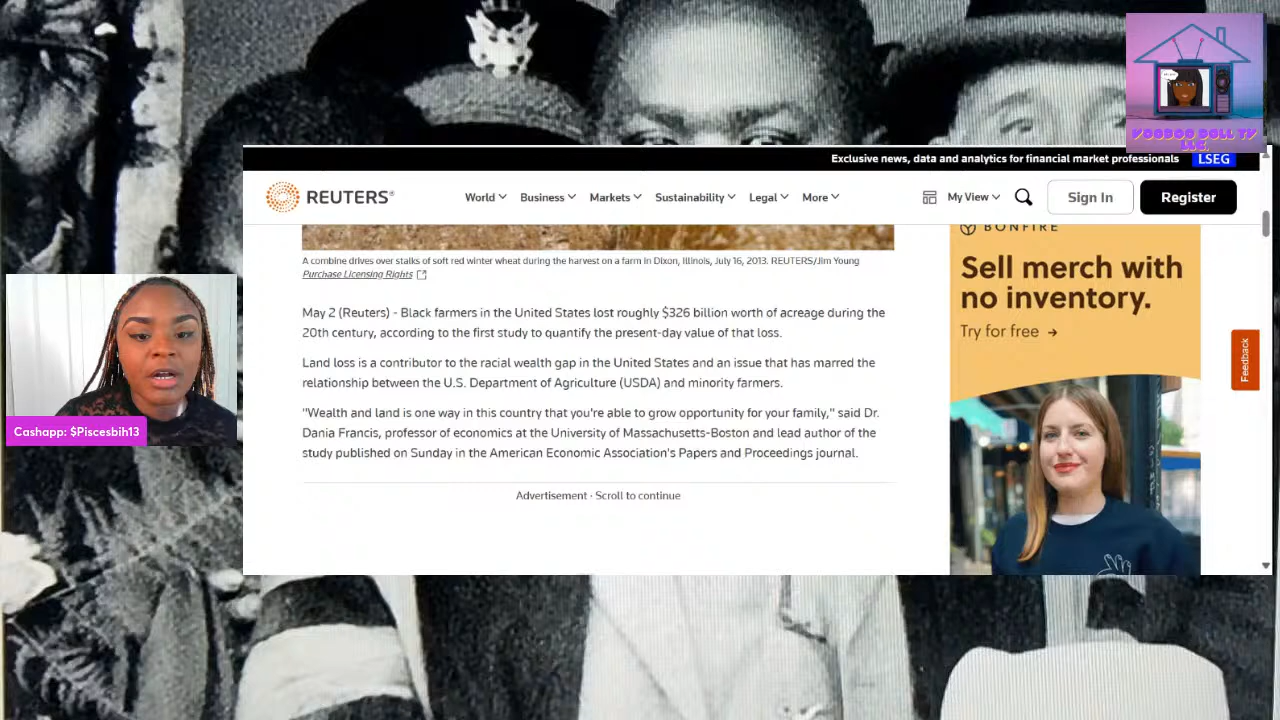 VOODOO DOLL TV
LLC.
Exclusive news, data and analytics for financial market professionals LSEG
REUTERS®
World Business Markets Sustainability Legal More
My View
Sign In
Register
A combine drives over stalks of soft red winter wheat during the harvest on a farm in Dixon, Illinois, July 16, 2013. REUTERS/Jim Young
Purchase Licensing Rights
May 2 (Reuters) - Black farmers in the United States lost roughly $326 billion worth of acreage during the
20th century, according to the first study to quantify the present-day value of that loss.
Land loss is a contributor to the racial wealth gap in the United States and an issue that has marred the
relationship between the U.S. Department of Agriculture (USDA) and minority farmers.
"Wealth and land is one way in this country that you're able to grow opportunity for your family," said Dr.
Dania Francis, professor of economics at the University of Massachusetts-Boston and lead author of the
study published on Sunday in the American Economic Association's Papers and Proceedings journal.
Advertisement · Scroll to continue
BONFIRE
Sell merch with
no inventory.
Try for free →
Feedback
Cashapp: $Piscesbih13